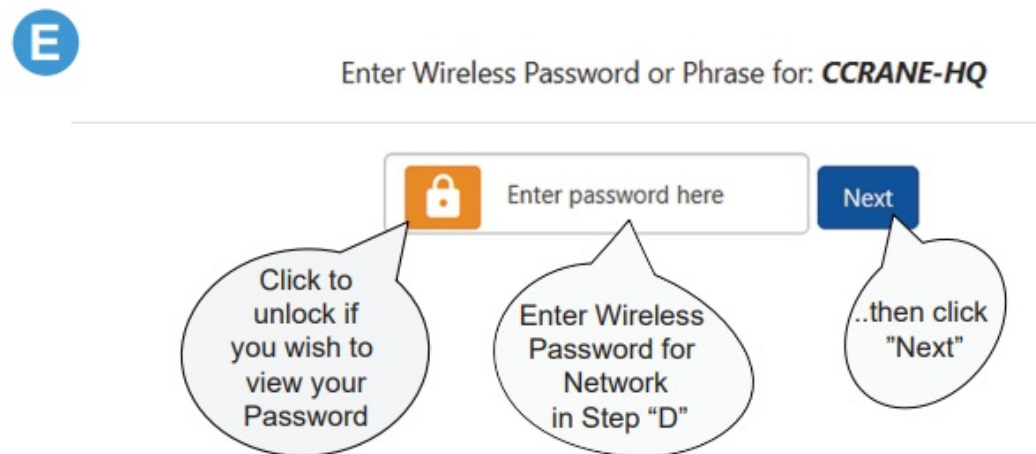 E
Enter Wireless Password or Phrase for: CCRANE-HQ
Enter password here
Next
Click to
unlock if
you wish to
view your
Password
Enter Wireless
Password for
Network
in Step “D”
..then click
”Next”